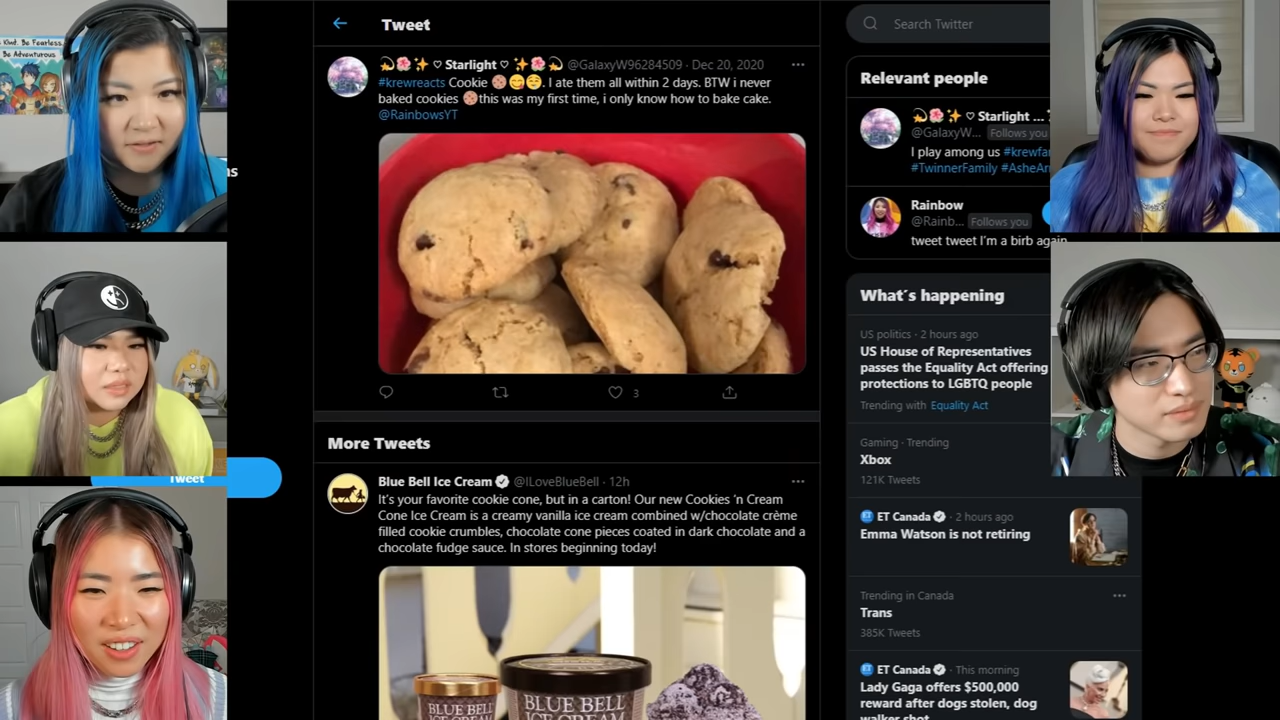 Kind. Be Fearless.
Be Adventurous
Tweet
💫🌺✨ ♡ Starlight ♡ ✨🌺💫 @GalaxyW96284509 · Dec 20, 2020
#krewreacts Cookie 🍪😋☺️. I ate them all within 2 days. BTW i never
baked cookies 🍪this was my first time, i only know how to bake cake.
@RainbowsYT
3
More Tweets
Blue Bell Ice Cream @ILoveBlueBell · 12h
It's your favorite cookie cone, but in a carton! Our new Cookies 'n Cream
Cone Ice Cream is a creamy vanilla ice cream combined w/chocolate crème
filled cookie crumbles, chocolate cone pieces coated in dark chocolate and a
chocolate fudge sauce. In stores beginning today!
BLUE BELL
BLUE BELL
ICE CREAM
Tweet
Search Twitter
Relevant people
💫🌺✨ ♡ Starlight ...
@GalaxyW... Follows you
I play among us #krewfa
#TwinnerFamily #AsheAr
Rainbow
@Rainb... Follows you
tweet tweet I'm a birb again
What's happening
US politics · 2 hours ago
US House of Representatives
passes the Equality Act offering
protections to LGBTQ people
Trending with Equality Act
Gaming · Trending
Xbox
121K Tweets
ET Canada · 2 hours ago
Emma Watson is not retiring
Trending in Canada
Trans
385K Tweets
ET Canada · This morning
Lady Gaga offers $500,000
reward after dogs stolen, dog
walker shot